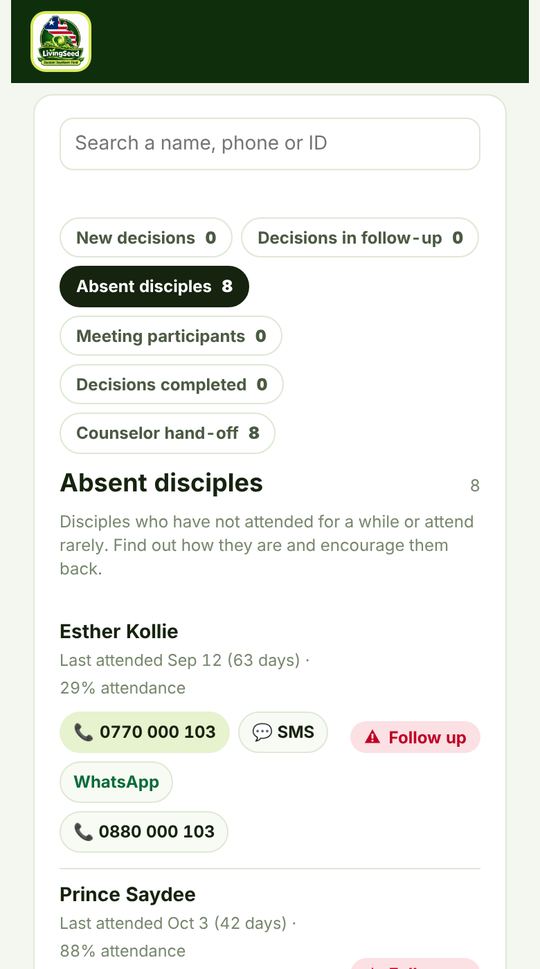 LivingSeed
Search a name, phone or ID
New decisions 0
Decisions in follow-up 0
Absent disciples 8
Meeting participants 0
Decisions completed 0
Counselor hand-off 8
Absent disciples 8
Disciples who have not attended for a while or attend
rarely. Find out how they are and encourage them
back.
Esther Kollie
Last attended Sep 12 (63 days) ·
29% attendance
📞 0770 000 103
💬 SMS
⚠ Follow up
WhatsApp
📞 0880 000 103
Prince Saydee
Last attended Oct 3 (42 days) ·
88% attendance